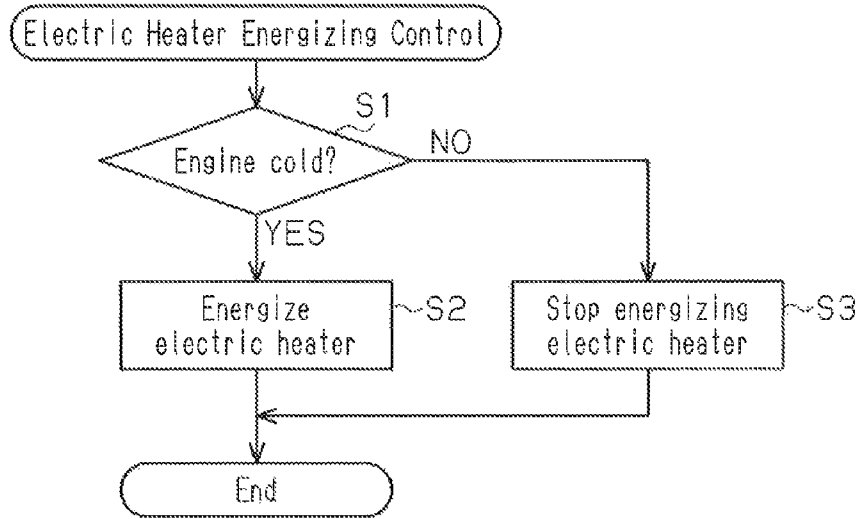 Electric Heater Energizing Control
S1
Engine cold?
NO
YES
Energize
electric heater
S2
Stop energizing
electric heater
S3
End